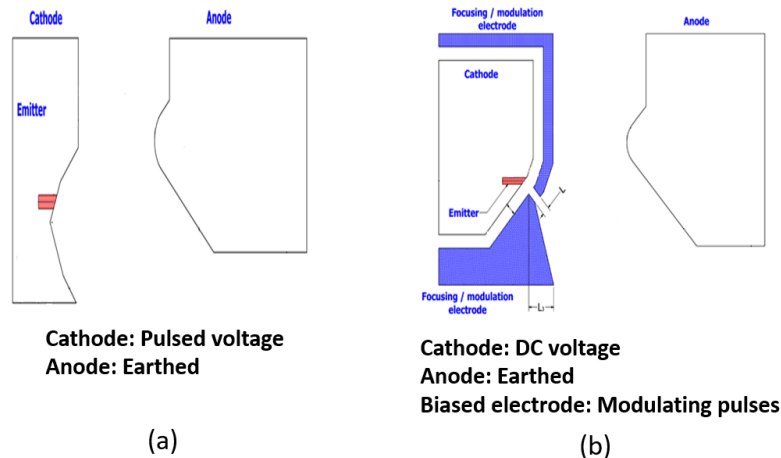 Cathode
Anode
Emitter
Cathode: Pulsed voltage
Anode: Earthed
(a)
Focusing / modulation
electrode
Anode
Cathode
Emitter
L
L₁
Focusing / modulation
electrode
Cathode: DC voltage
Anode: Earthed
Biased electrode: Modulating pulses
(b)